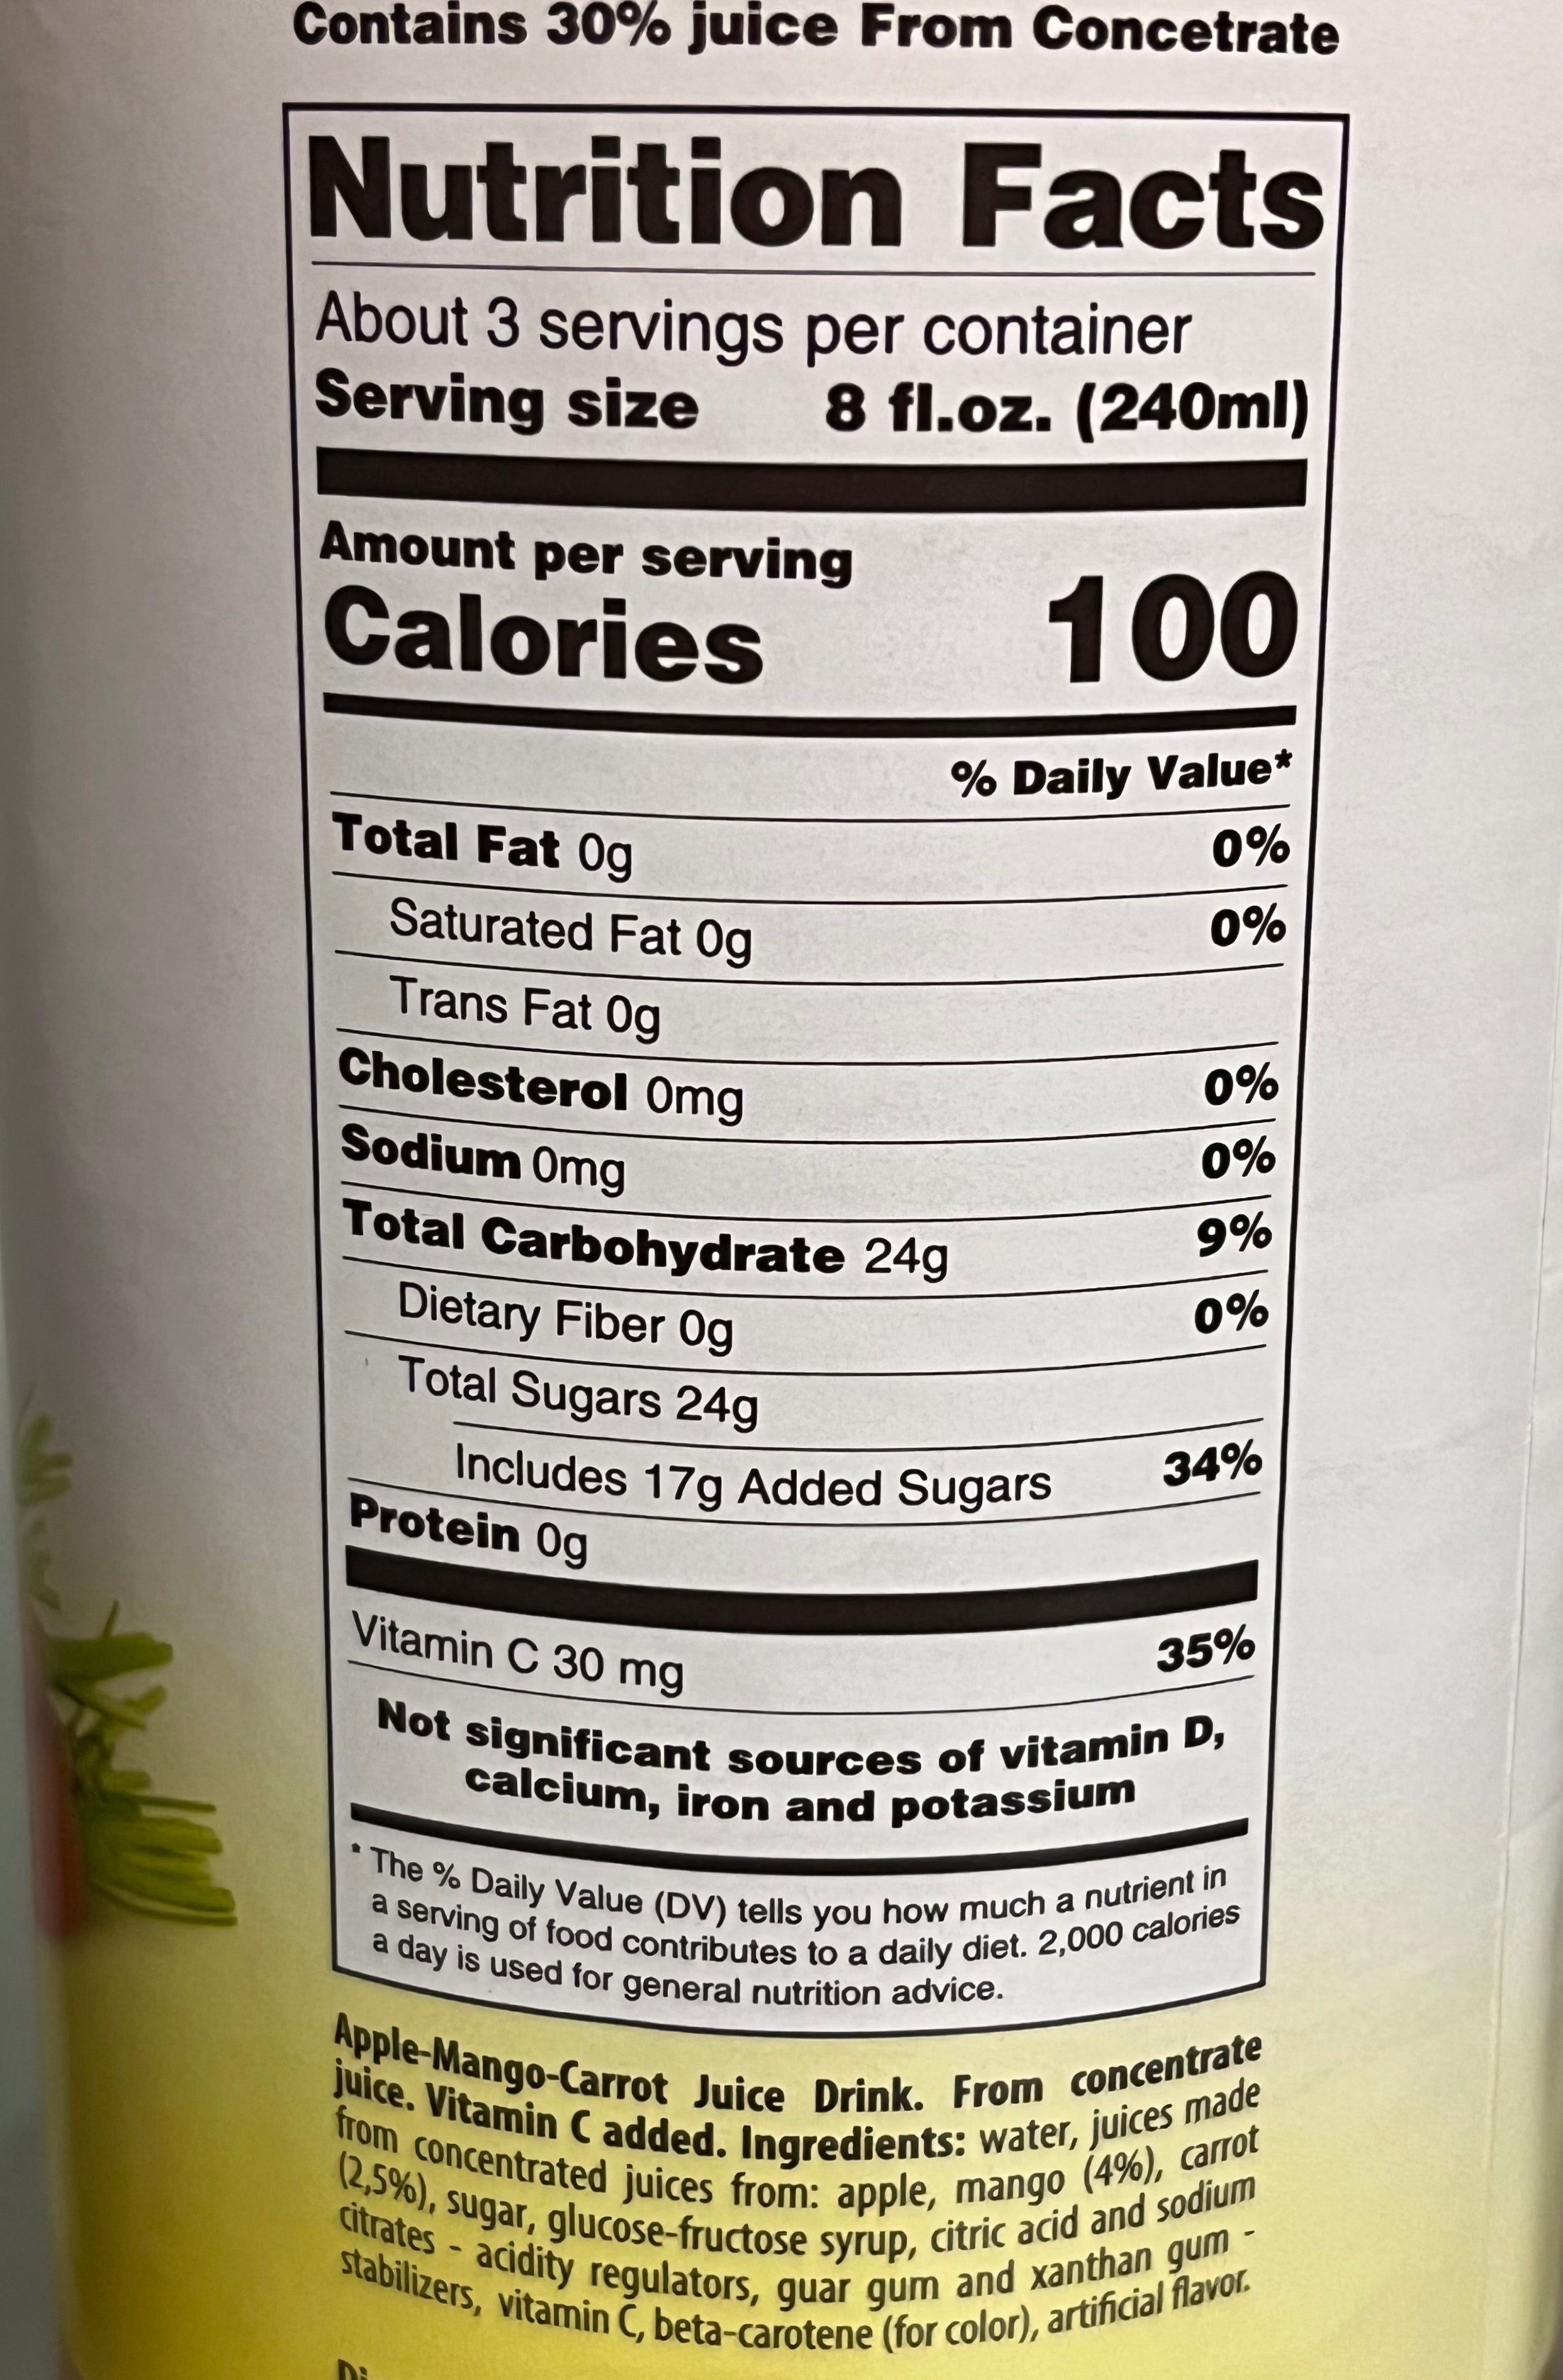 Contains 30% juice From Concetrate
Nutrition Facts
About 3 servings per container
Serving size 8 fl.oz. (240ml)
Amount per serving
Calories 100
% Daily Value*
Total Fat 0g 0%
Saturated Fat 0g 0%
Trans Fat 0g
Cholesterol 0mg 0%
Sodium 0mg 0%
Total Carbohydrate 24g 9%
Dietary Fiber 0g 0%
Total Sugars 24g
Includes 17g Added Sugars 34%
Protein 0g
Vitamin C 30 mg 35%
Not significant sources of vitamin D,
calcium, iron and potassium
* The % Daily Value (DV) tells you how much a nutrient in
a serving of food contributes to a daily diet. 2,000 calories
a day is used for general nutrition advice.
Apple-Mango-Carrot Juice Drink. From concentrate
juice. Vitamin C added. Ingredients: water, juices made
from concentrated juices from: apple, mango (4%), carrot
(2,5%), sugar, glucose-fructose syrup, citric acid and sodium
citrates - acidity regulators, guar gum and xanthan gum -
stabilizers, vitamin C, beta-carotene (for color), artificial flavor.